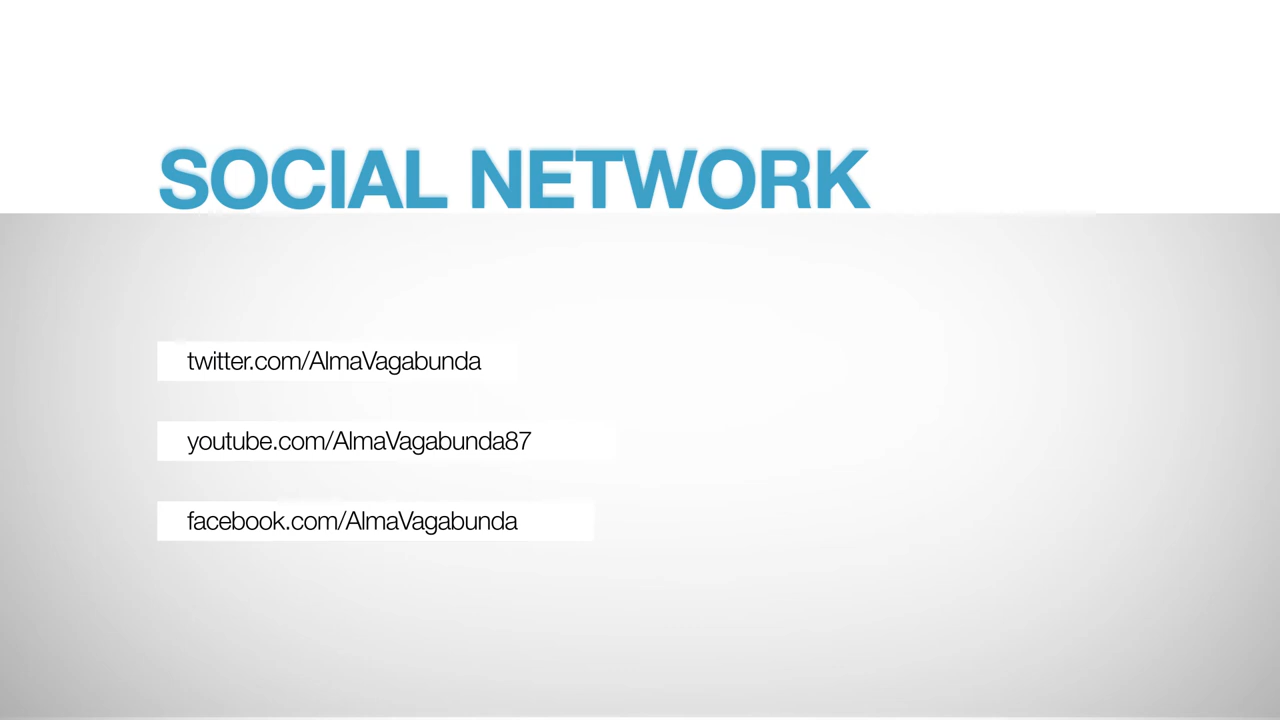 SOCIAL NETWORK
twitter.com/AlmaVagabunda
youtube.com/AlmaVagabunda87
facebook.com/AlmaVagabunda